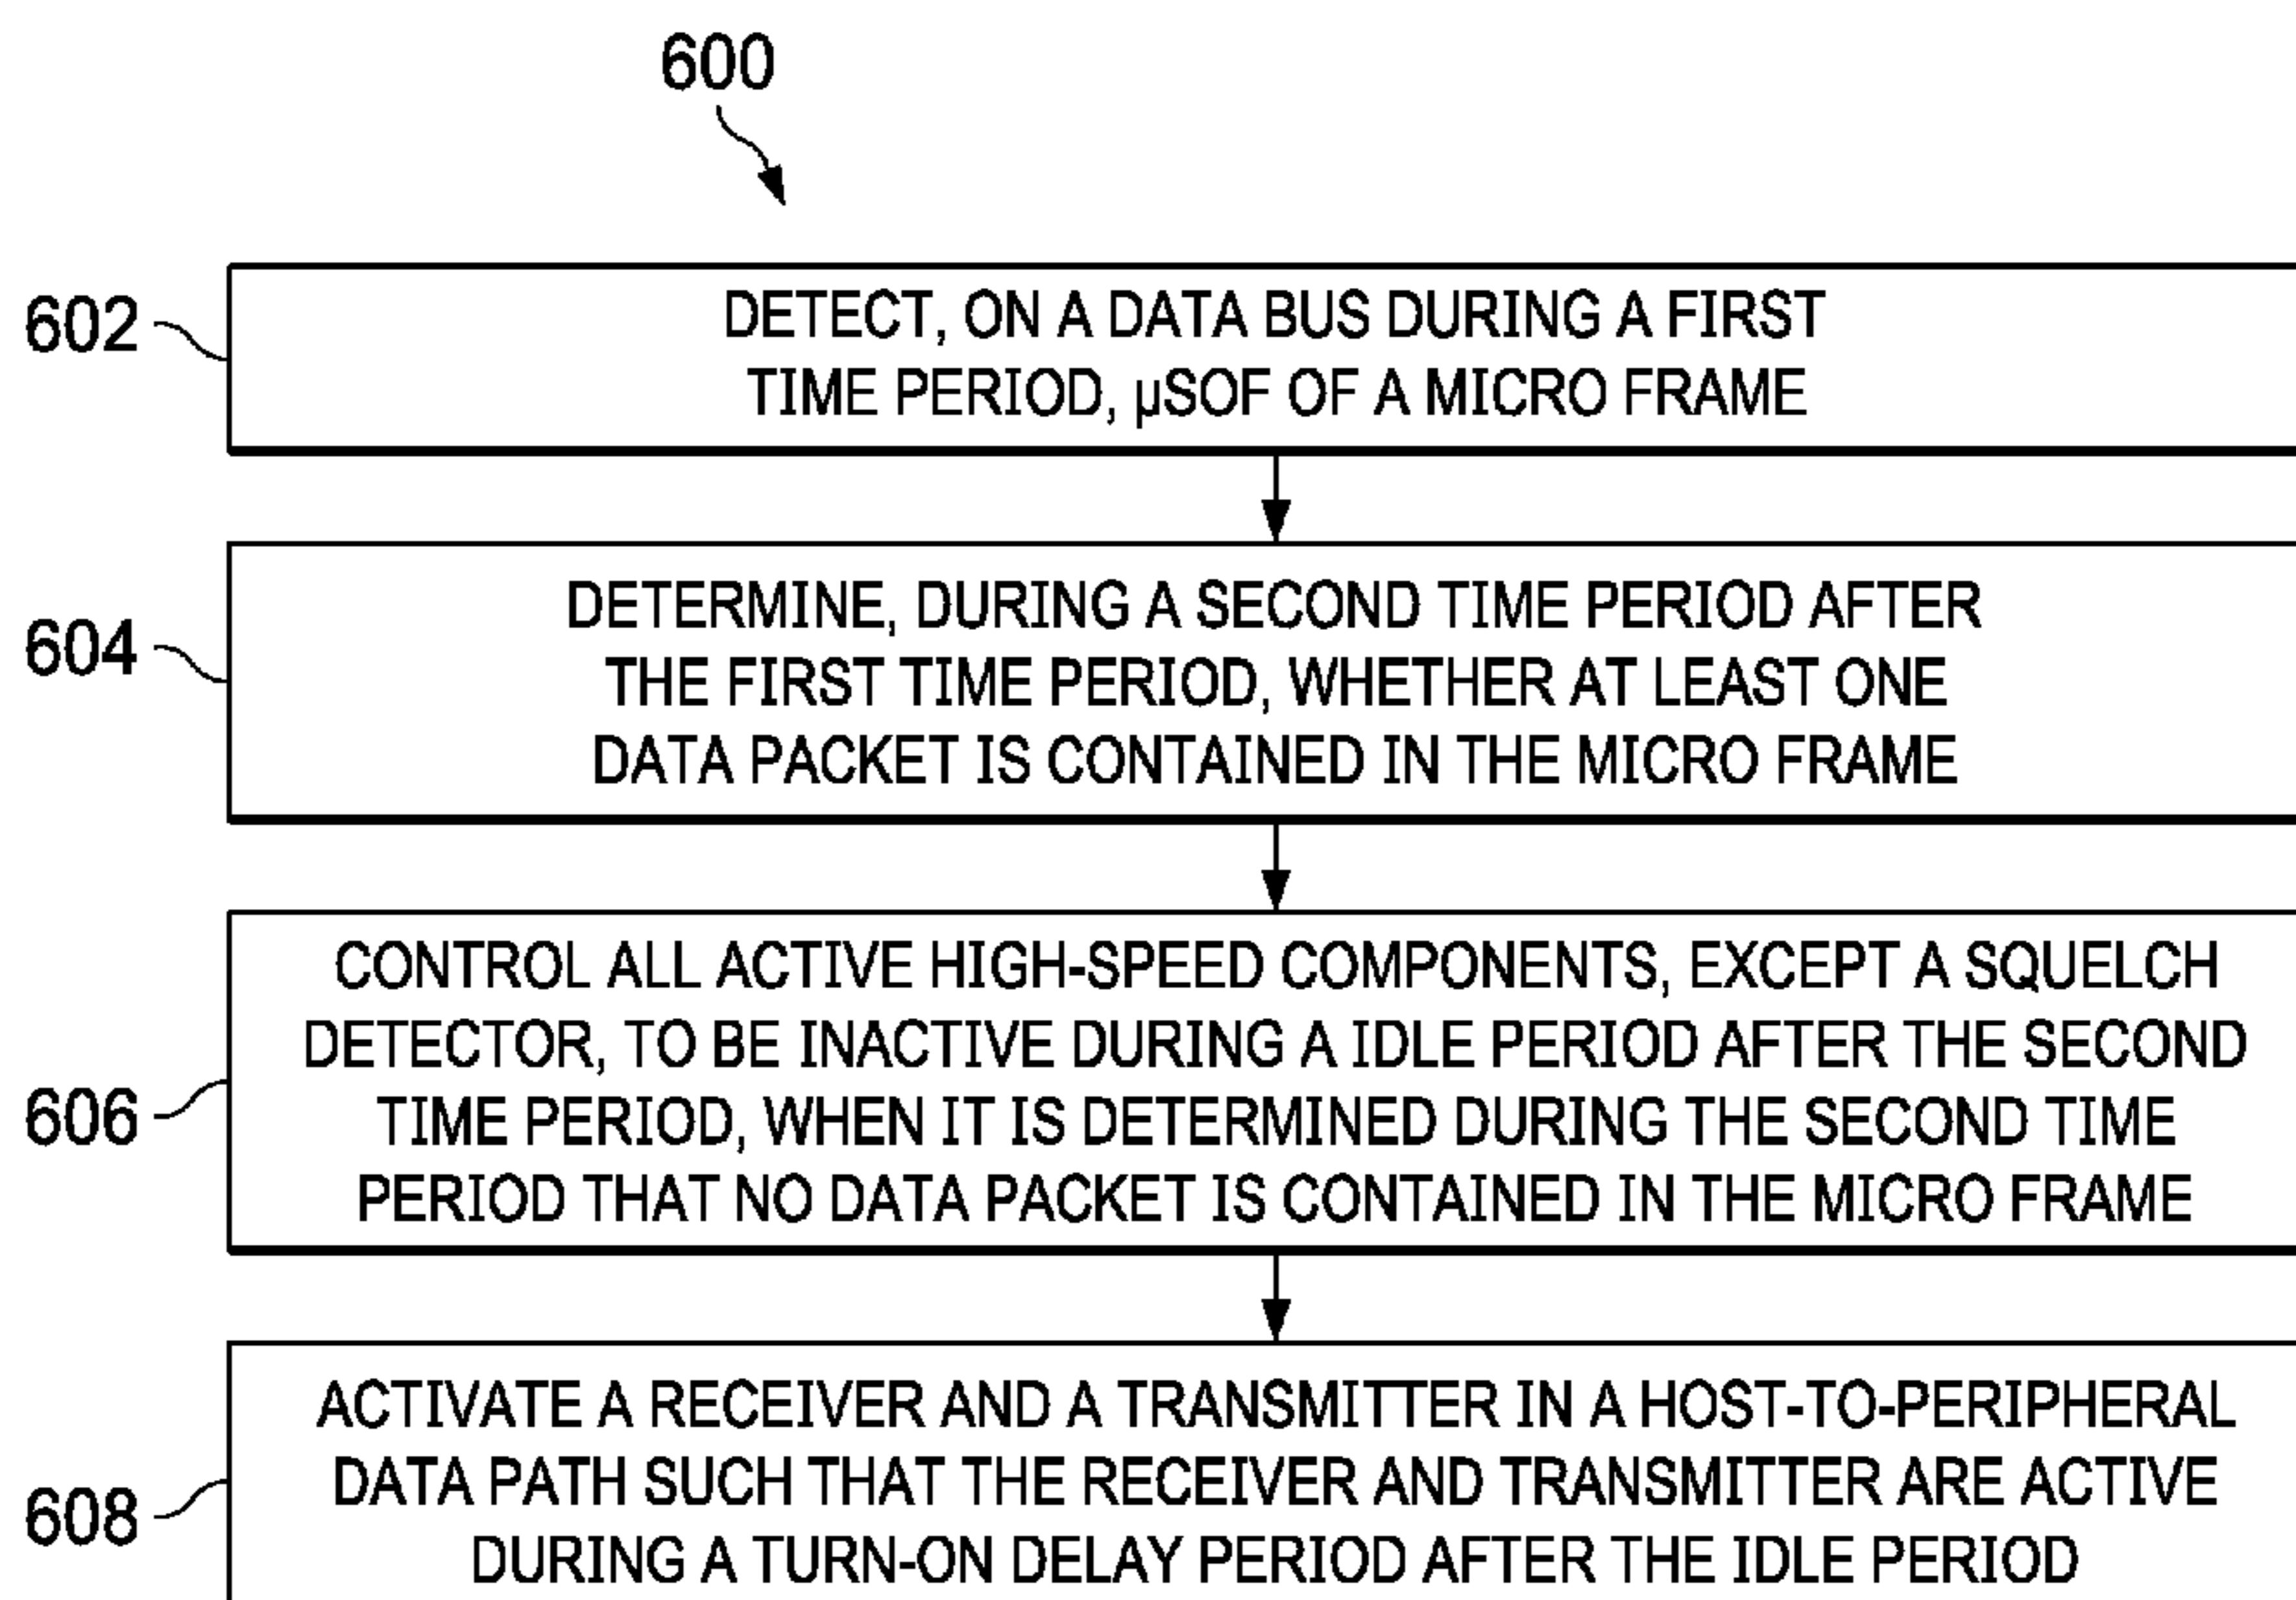 600
602
DETECT, ON A DATA BUS DURING A FIRST
TIME PERIOD, µSOF OF A MICRO FRAME
604
DETERMINE, DURING A SECOND TIME PERIOD AFTER
THE FIRST TIME PERIOD, WHETHER AT LEAST ONE
DATA PACKET IS CONTAINED IN THE MICRO FRAME
606
CONTROL ALL ACTIVE HIGH-SPEED COMPONENTS, EXCEPT A SQUELCH
DETECTOR, TO BE INACTIVE DURING A IDLE PERIOD AFTER THE SECOND
TIME PERIOD, WHEN IT IS DETERMINED DURING THE SECOND TIME
PERIOD THAT NO DATA PACKET IS CONTAINED IN THE MICRO FRAME
608
ACTIVATE A RECEIVER AND A TRANSMITTER IN A HOST-TO-PERIPHERAL
DATA PATH SUCH THAT THE RECEIVER AND TRANSMITTER ARE ACTIVE
DURING A TURN-ON DELAY PERIOD AFTER THE IDLE PERIOD